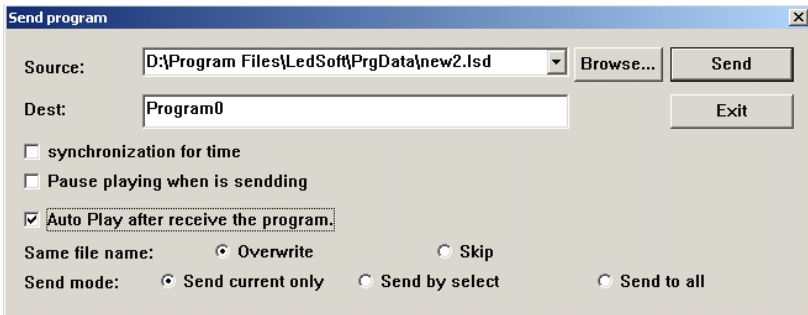 Send program
Source: D:\Program Files\LedSoft\PrgData\new2.lsd Browse... Send
Dest: Program0 Exit
synchronization for time
Pause playing when is sendding
Auto Play after receive the program.
Same file name: Overwrite Skip
Send mode: Send current only Send by select Send to all